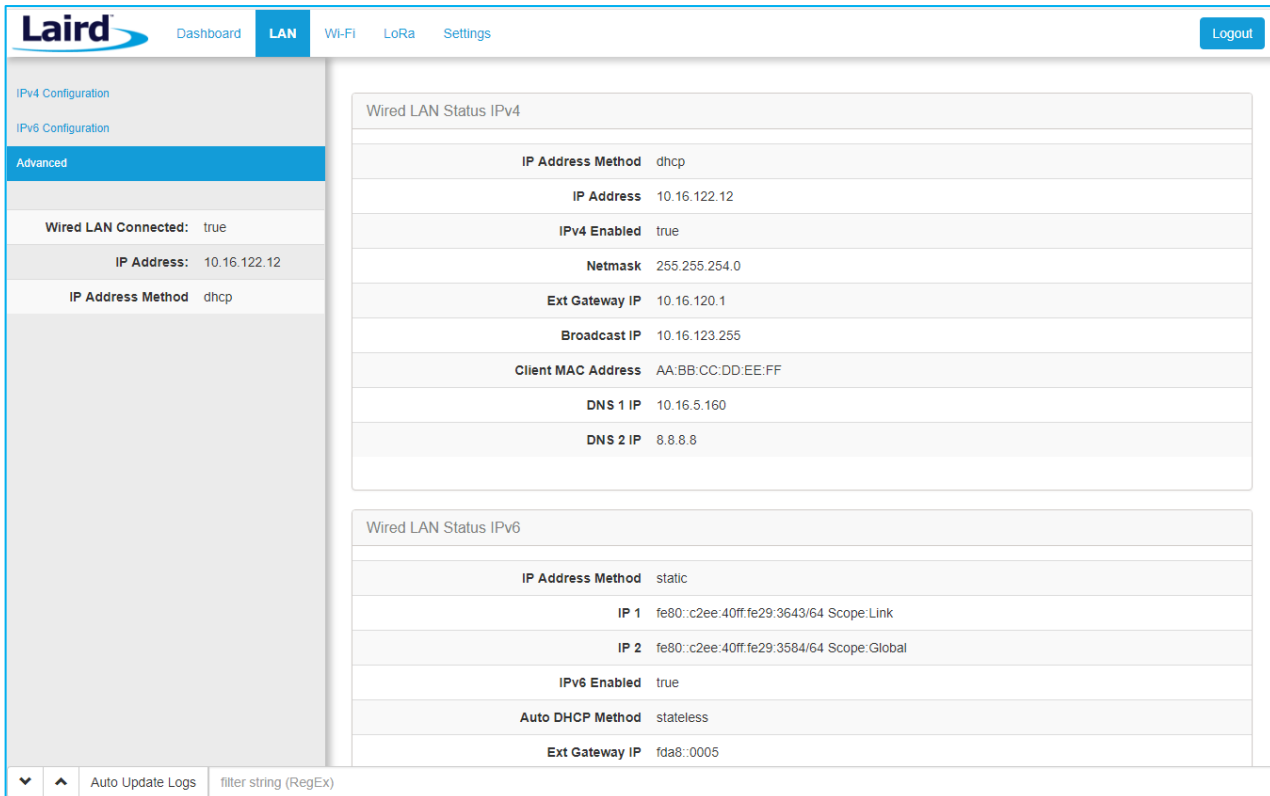 Laird™ Dashboard LAN Wi-Fi LoRa Settings Logout
IPv4 Configuration
IPv6 Configuration
Advanced
Wired LAN Connected: true
IP Address: 10.16.122.12
IP Address Method dhcp
Wired LAN Status IPv4
IP Address Method dhcp
IP Address 10.16.122.12
IPv4 Enabled true
Netmask 255.255.254.0
Ext Gateway IP 10.16.120.1
Broadcast IP 10.16.123.255
Client MAC Address AA:BB:CC:DD:EE:FF
DNS 1 IP 10.16.5.160
DNS 2 IP 8.8.8.8
Wired LAN Status IPv6
IP Address Method static
IP 1 fe80::c2ee:40ff:fe29:3643/64 Scope:Link
IP 2 fe80::c2ee:40ff:fe29:3584/64 Scope:Global
IPv6 Enabled true
Auto DHCP Method stateless
Ext Gateway IP fda8::0005
Auto Update Logs filter string (RegEx)